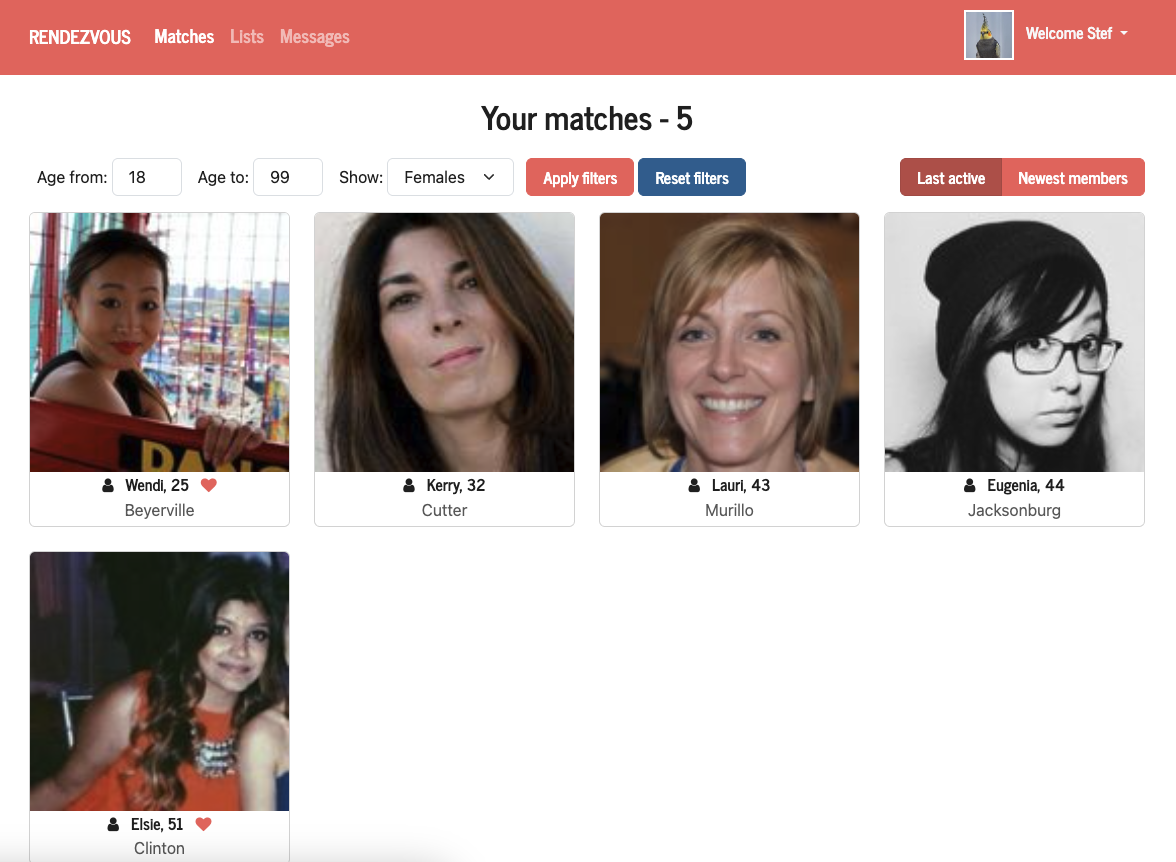 RENDEZVOUS Matches Lists Messages Welcome Stef
Your matches - 5
Age from: 18 Age to: 99 Show: Females Apply filters Reset filters Last active Newest members
DANC
Wendi, 25
Beyerville
Kerry, 32
Cutter
Lauri, 43
Murillo
Eugenia, 44
Jacksonburg
Elsie, 51
Clinton